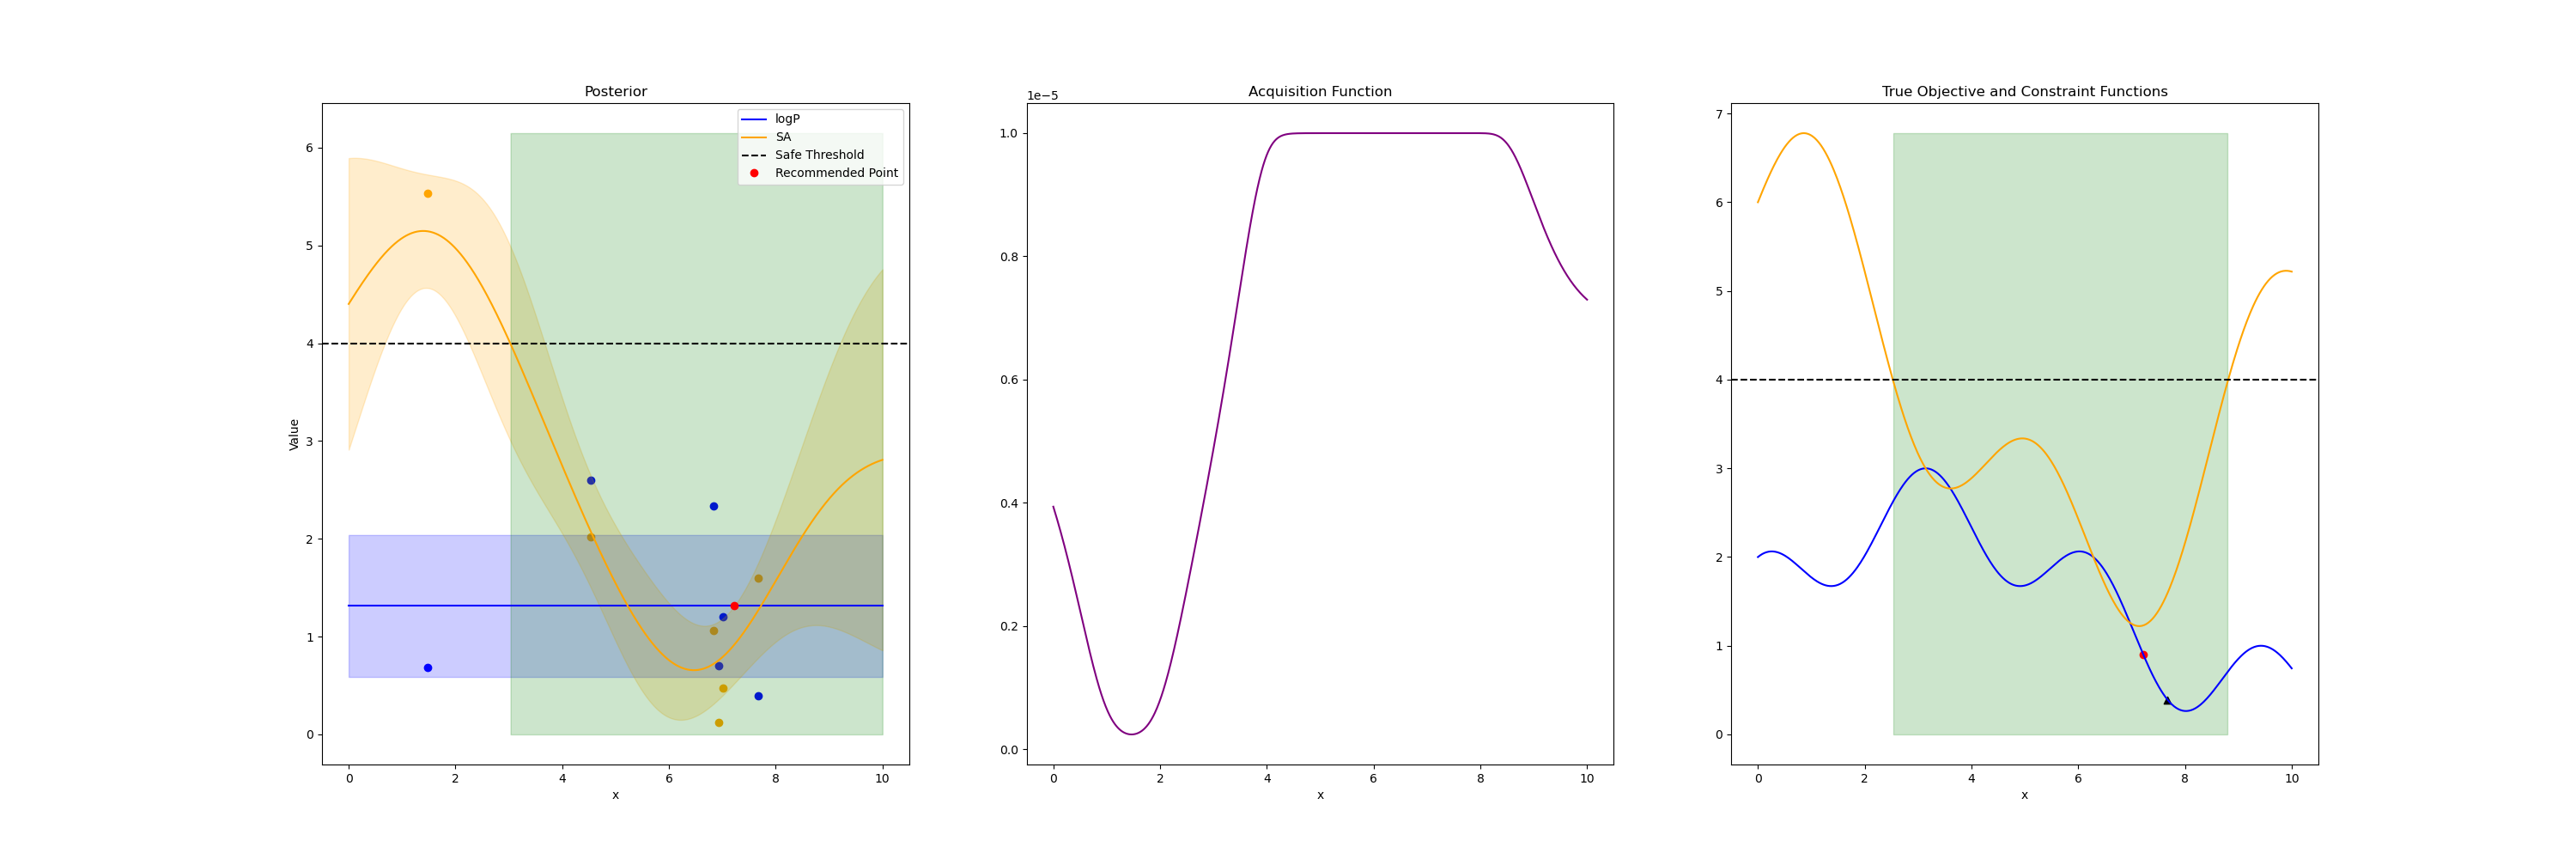 Posterior
logP
SA
Safe Threshold
Recommended Point
6
5
4
3
2
1
0
Value
0 2 4 6 8 10
x
Acquisition Function
1e−5
1.0
0.8
0.6
0.4
0.2
0.0
0 2 4 6 8 10
x
True Objective and Constraint Functions
7
6
5
4
3
2
1
0
0 2 4 6 8 10
x